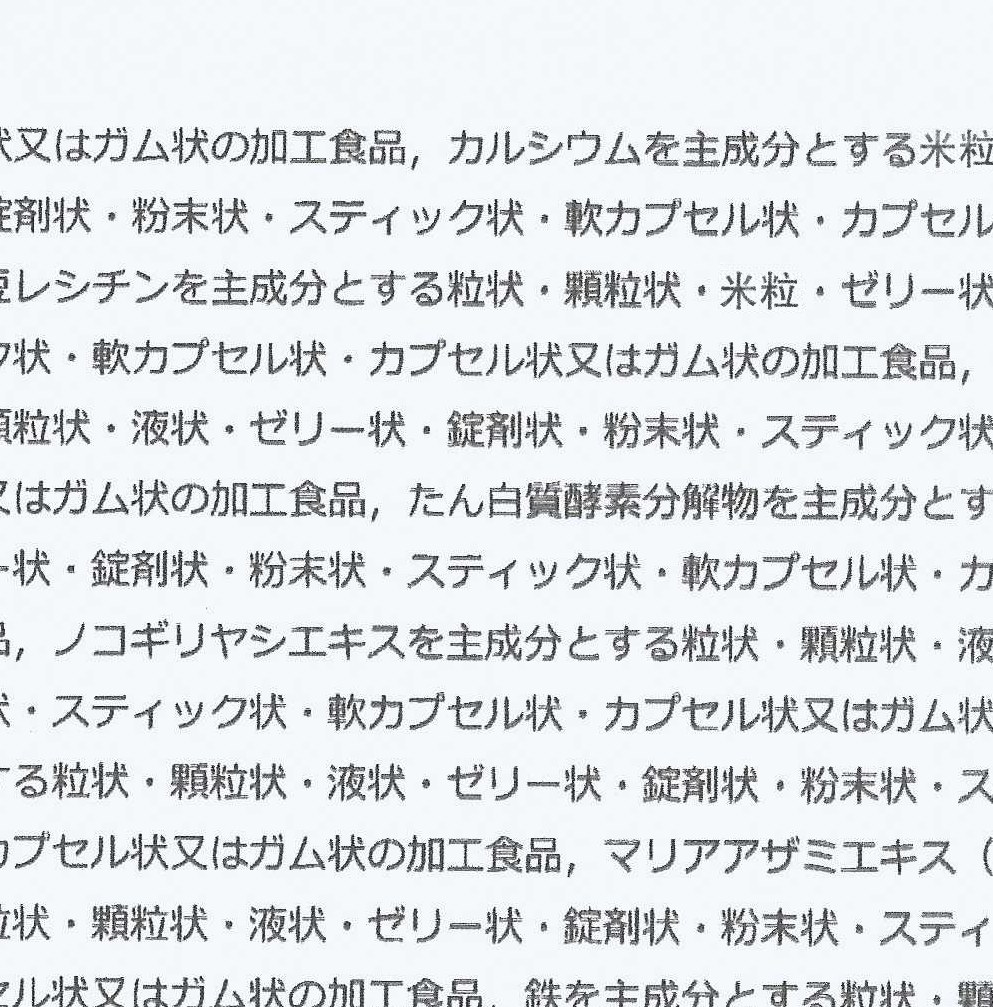 状又はガム状の加工食品，カルシウムを主成分とする米粒
錠剤状・粉末状・スティック状・軟カプセル状・カプセル
豆レシチンを主成分とする粒状・顆粒状・米粒・ゼリー状
ク状・軟カプセル状・カプセル状又はガム状の加工食品，
顆粒状・液状・ゼリー状・錠剤状・粉末状・スティック状
又はガム状の加工食品，たん白質酵素分解物を主成分とす
ー状・錠剤状・粉末状・スティック状・軟カプセル状・カ
品，ノコギリヤシエキスを主成分とする粒状・顆粒状・液
状・スティック状・軟カプセル状・カプセル状又はガム状
する粒状・顆粒状・液状・ゼリー状・錠剤状・粉末状・ス
カプセル状又はガム状の加工食品，マリアアザミエキス（
粒状・顆粒状・液状・ゼリー状・錠剤状・粉末状・スティ
セル状又はガム状の加工食品，鉄を主成分とする粒状・顆